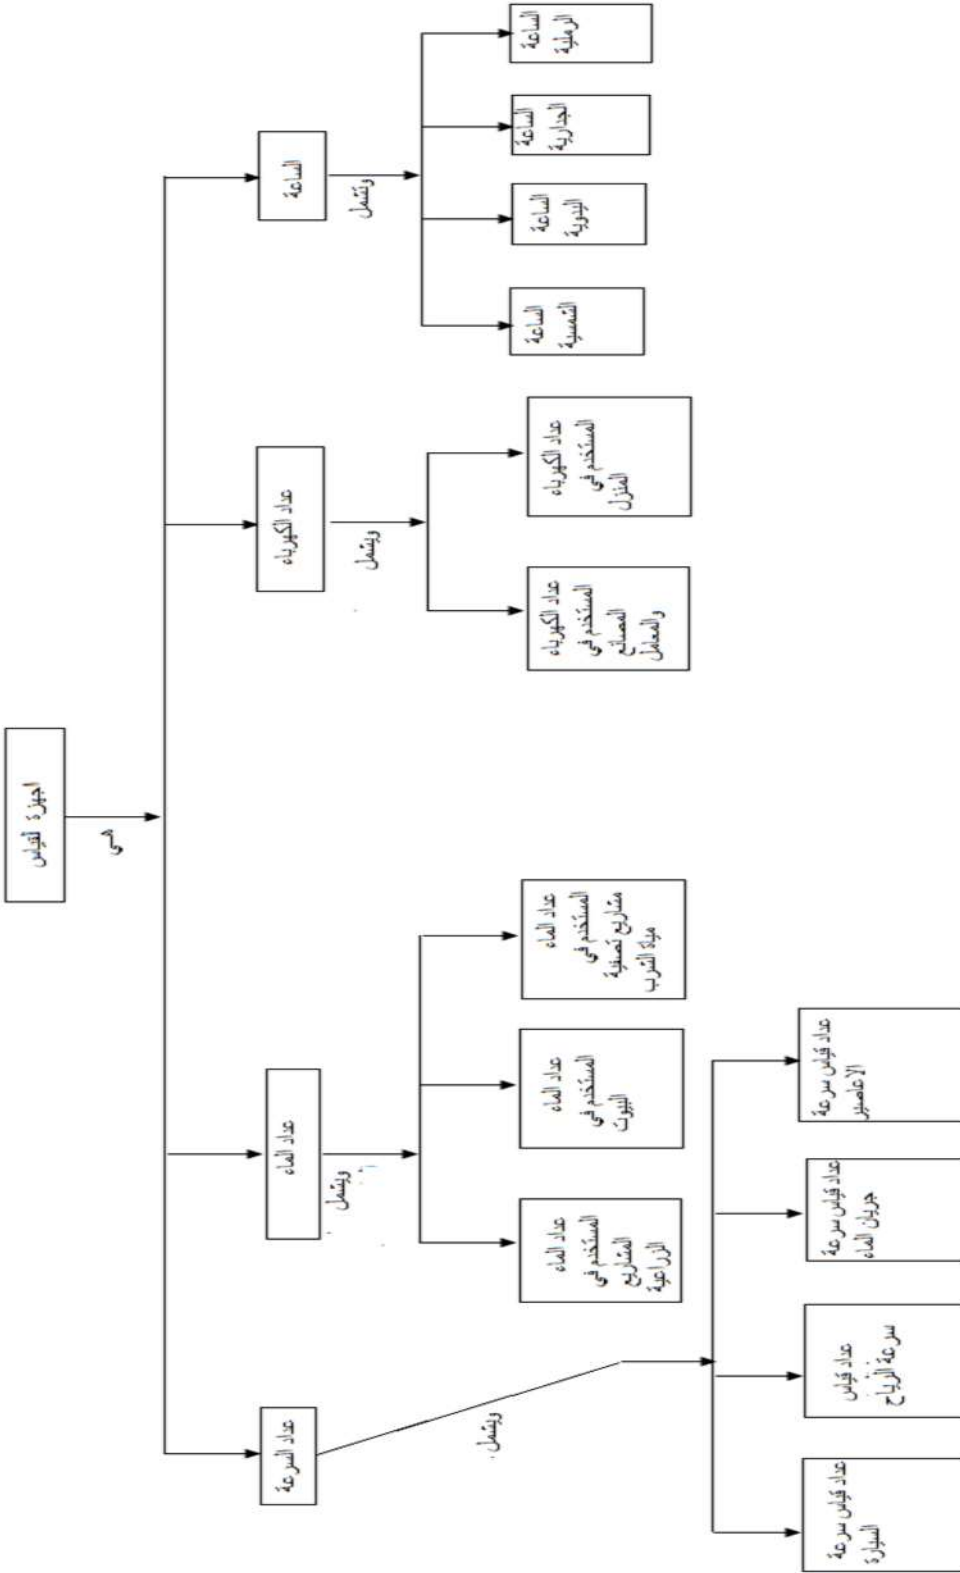 اجهزة لقياس
هي
الساعة
وتشمل
الساعة
الرملية
الساعة
الجدارية
الساعة
اليدوية
الساعة
الشمسية
عداد الكهرباء
ويشمل
عداد الكهرباء
المستخدم في
المنزل
عداد الكهرباء
المستخدم في
المصانع
والمعامل
عداد الماء
ويشمل
عداد الماء
المستخدم في
مشاريع تصفية
مياة الشرب
عداد الماء
المستخدم في
البيوت
عداد الماء
المستخدم في
المشاريع
الزراعية
عداد السرعة
ويشمل
عداد قياس سرعة
الاعاصير
عداد قياس سرعة
جريان الماء
عداد قياس
سرعة الرياح
عداد قياس سرعة
السيارة